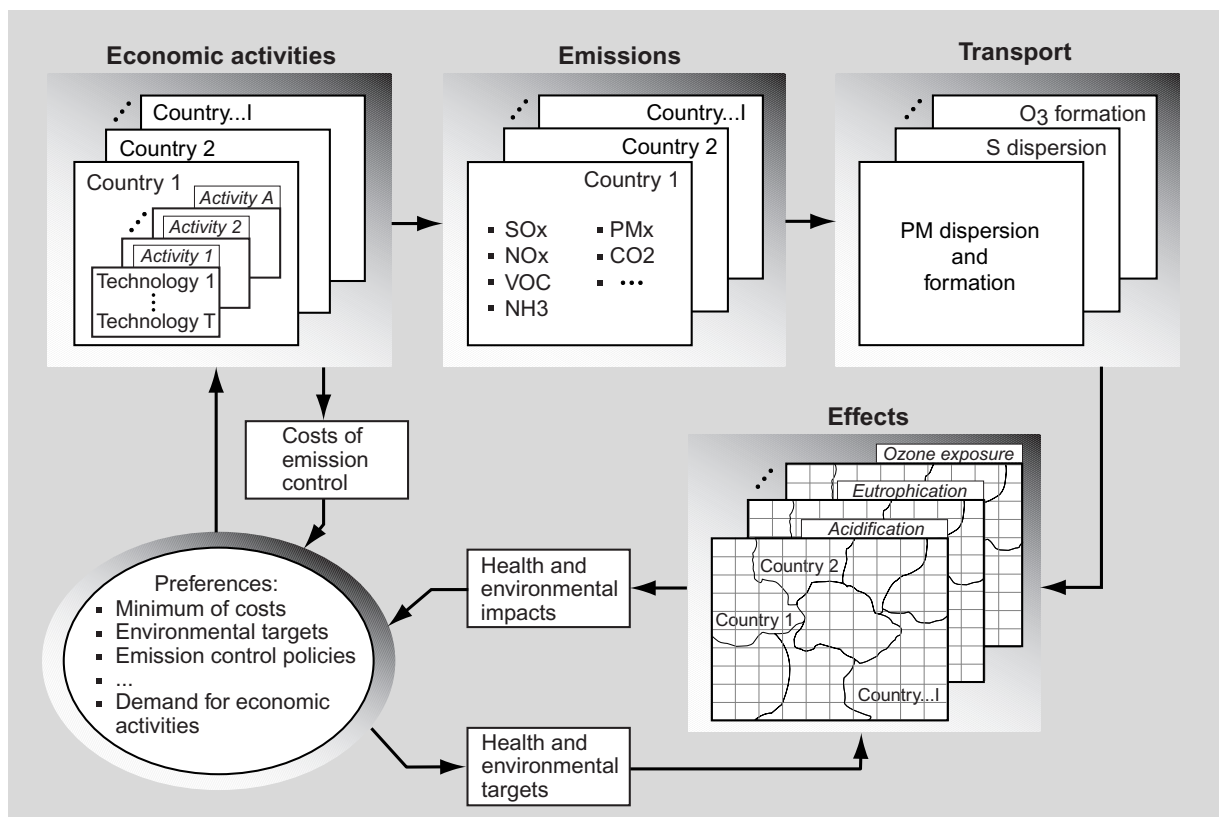 Economic activities
Country...I
Country 2
Country 1
Activity A
Activity 2
Activity 1
Technology 1
Technology T
Emissions
Country...I
Country 2
Country 1
▪ SOx
▪ NOx
▪ VOC
▪ NH3
▪ PMx
▪ CO2
▪ •••
Transport
O3 formation
S dispersion
PM dispersion
and
formation
Costs of
emission
control
Effects
Ozone exposure
Eutrophication
Acidification
Country 2
Country 1
Country...I
Health and
environmental
impacts
Preferences:
▪ Minimum of costs
▪ Environmental targets
▪ Emission control policies
▪ ...
▪ Demand for economic
activities
Health and
environmental
targets